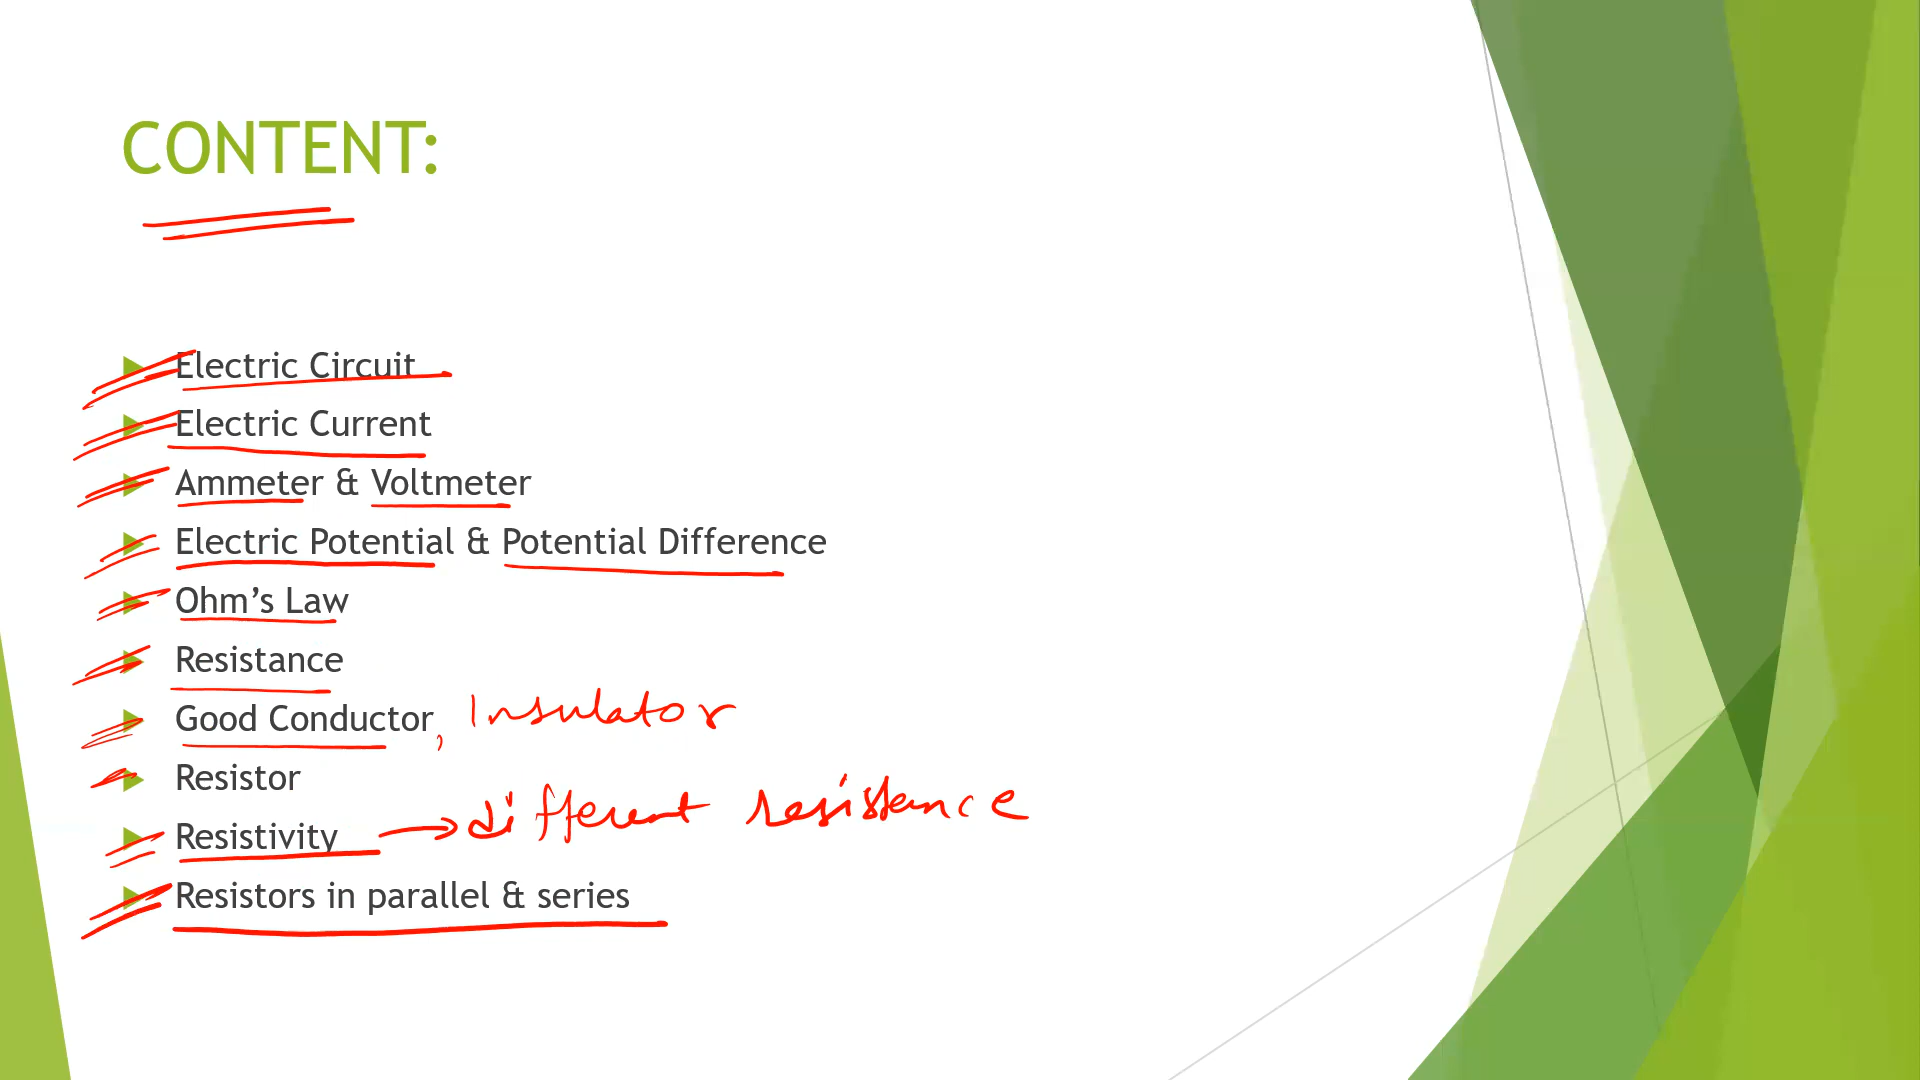 CONTENT:
Electric Circuit
Electric Current
Ammeter & Voltmeter
Electric Potential & Potential Difference
Ohm’s Law
Resistance
Good Conductor, Insulator
Resistor
Resistivity → different resistance
Resistors in parallel & series